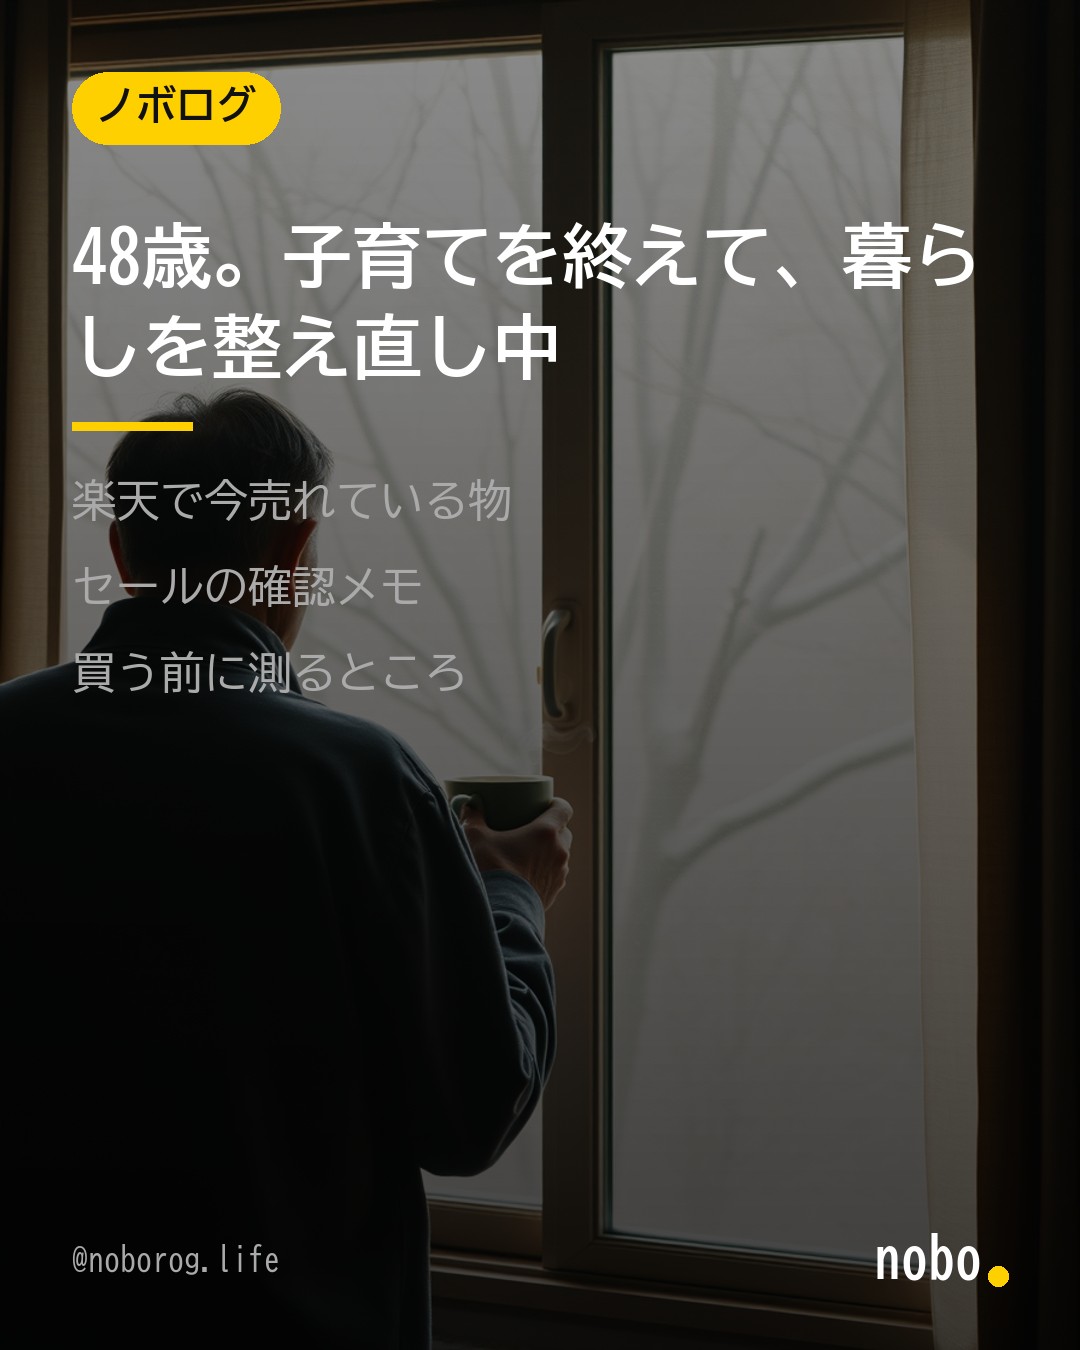 ノボログ
48歳。子育てを終えて、暮ら
しを整え直し中
楽天で今売れている物
セールの確認メモ
買う前に測るところ
@noborog.life
nobo.